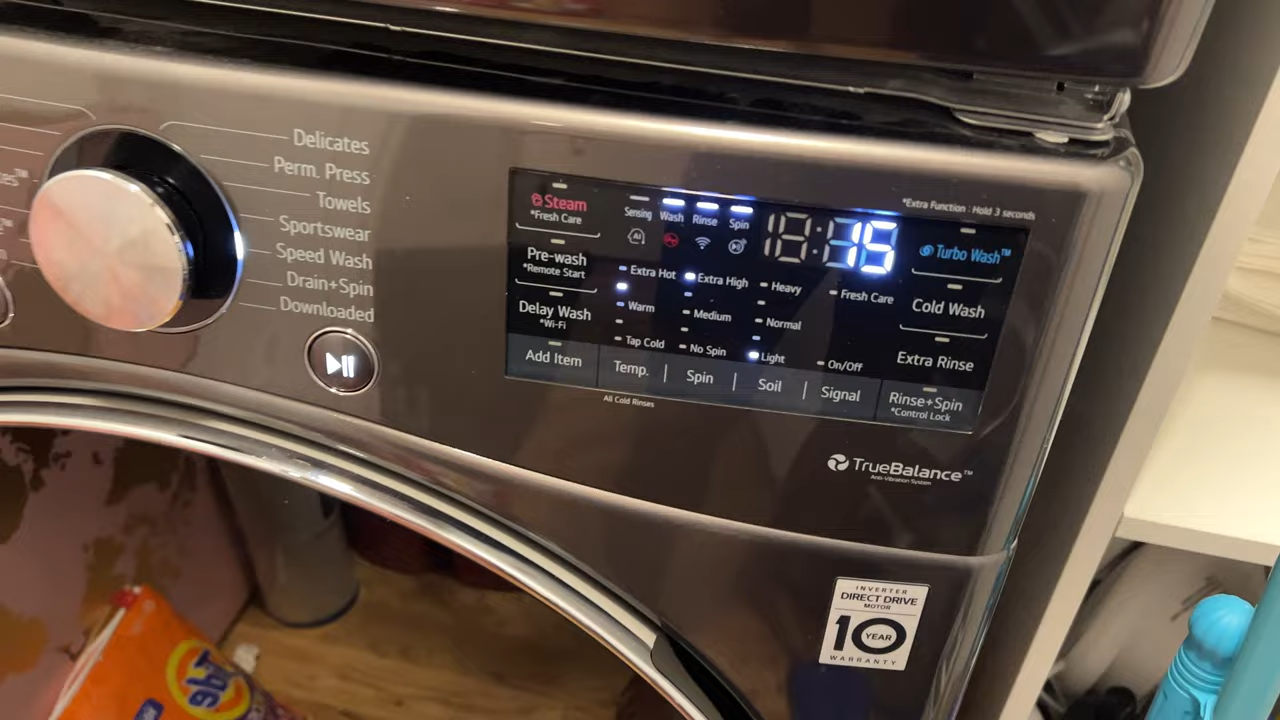 Delicates
Perm. Press
Towels
Sportswear
Speed Wash
Drain+Spin
Downloaded
Steam
*Fresh Care
Pre-wash
*Remote Start
Delay Wash
*Wi-Fi
Add Item
Sensing
Wash
Rinse
Spin
AI
15
Extra Hot
Warm
Tap Cold
Temp.
Extra High
Medium
No Spin
Spin
Heavy
Normal
Light
Soil
Fresh Care
On/Off
Signal
*Extra Function : Hold 3 seconds
Turbo Wash™
Cold Wash
Extra Rinse
Rinse+Spin
*Control Lock
All Cold Rinses
TrueBalance™
Anti-Vibration System
INVERTER
DIRECT DRIVE
MOTOR
10 YEAR
WARRANTY
Tide